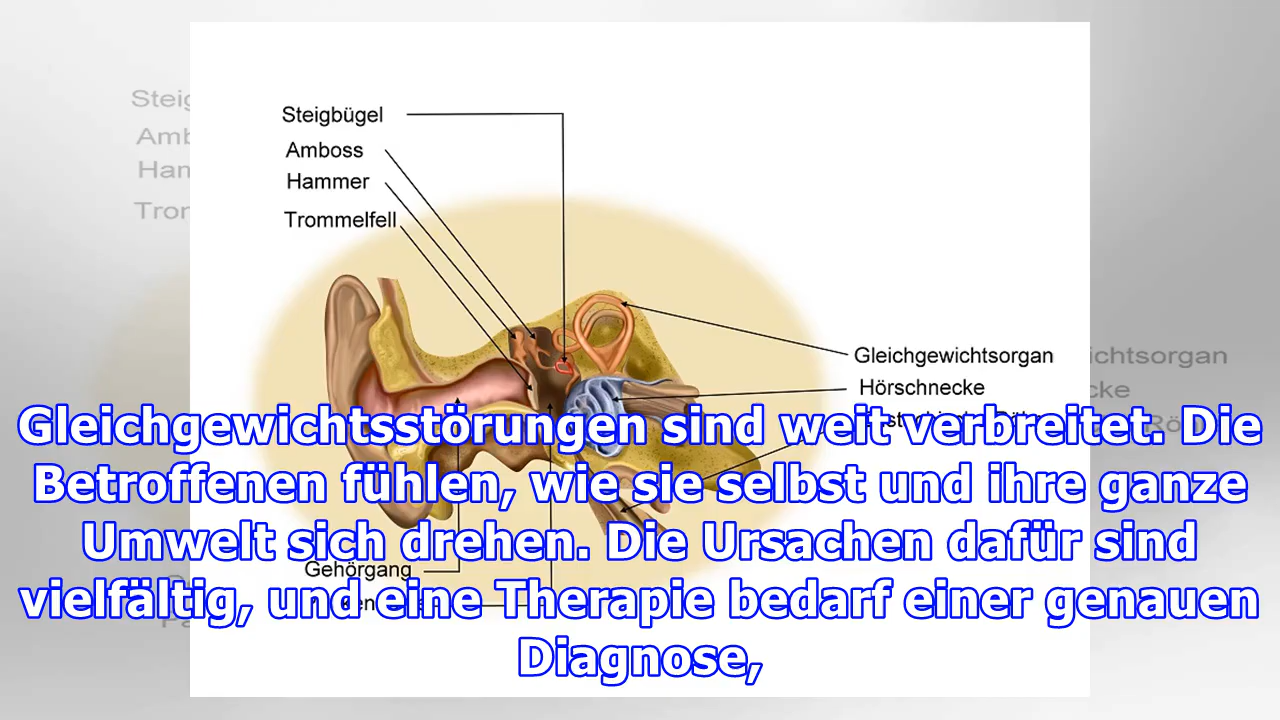 Steigbügel
Amboss
Hammer
Trommelfell
Gleichgewichtsorgan
Hörschnecke
Gleichgewichtsstörungen sind weit verbreitet. Die
Betroffenen fühlen, wie sie selbst und ihre ganze
Umwelt sich drehen. Die Ursachen dafür sind
vielfältig, und eine Therapie bedarf einer genauen
Diagnose,
Gehörgang